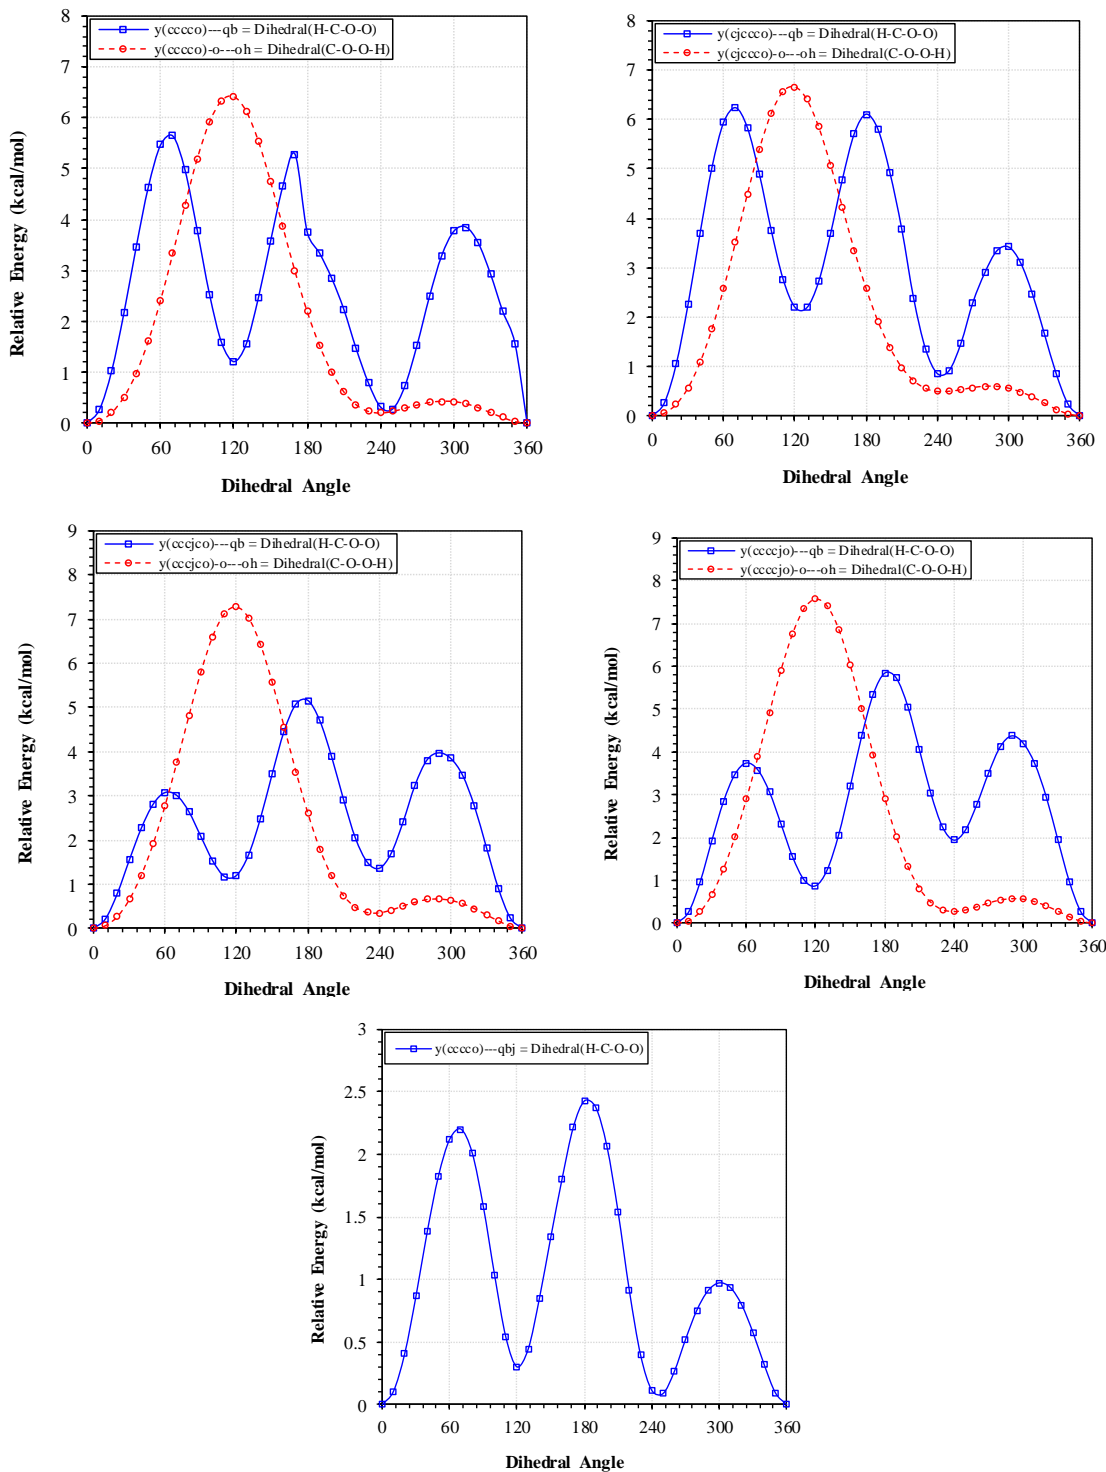 8
7
6
5
4
3
2
1
0
Relative Energy (kcal/mol)
y(ccccco)---qb = Dihedral(H-C-O-O)
y(ccccco)-o---oh = Dihedral(C-O-O-H)
0 60 120 180 240 300 360
Dihedral Angle
8
7
6
5
4
3
2
1
0
Relative Energy (kcal/mol)
y(cjccco)---qb = Dihedral(H-C-O-O)
y(cjccco)-o---oh = Dihedral(C-O-O-H)
0 60 120 180 240 300 360
Dihedral Angle
9
8
7
6
5
4
3
2
1
0
Relative Energy (kcal/mol)
y(cccjco)---qb = Dihedral(H-C-O-O)
y(cccjco)-o---oh = Dihedral(C-O-O-H)
0 60 120 180 240 300 360
Dihedral Angle
9
8
7
6
5
4
3
2
1
0
Relative Energy (kcal/mol)
y(ccccjo)---qb = Dihedral(H-C-O-O)
y(ccccjo)-o---oh = Dihedral(C-O-O-H)
0 60 120 180 240 300 360
Dihedral Angle
3
2.5
2
1.5
1
0.5
0
Relative Energy (kcal/mol)
y(cccco)---qbj = Dihedral(H-C-O-O)
0 60 120 180 240 300 360
Dihedral Angle